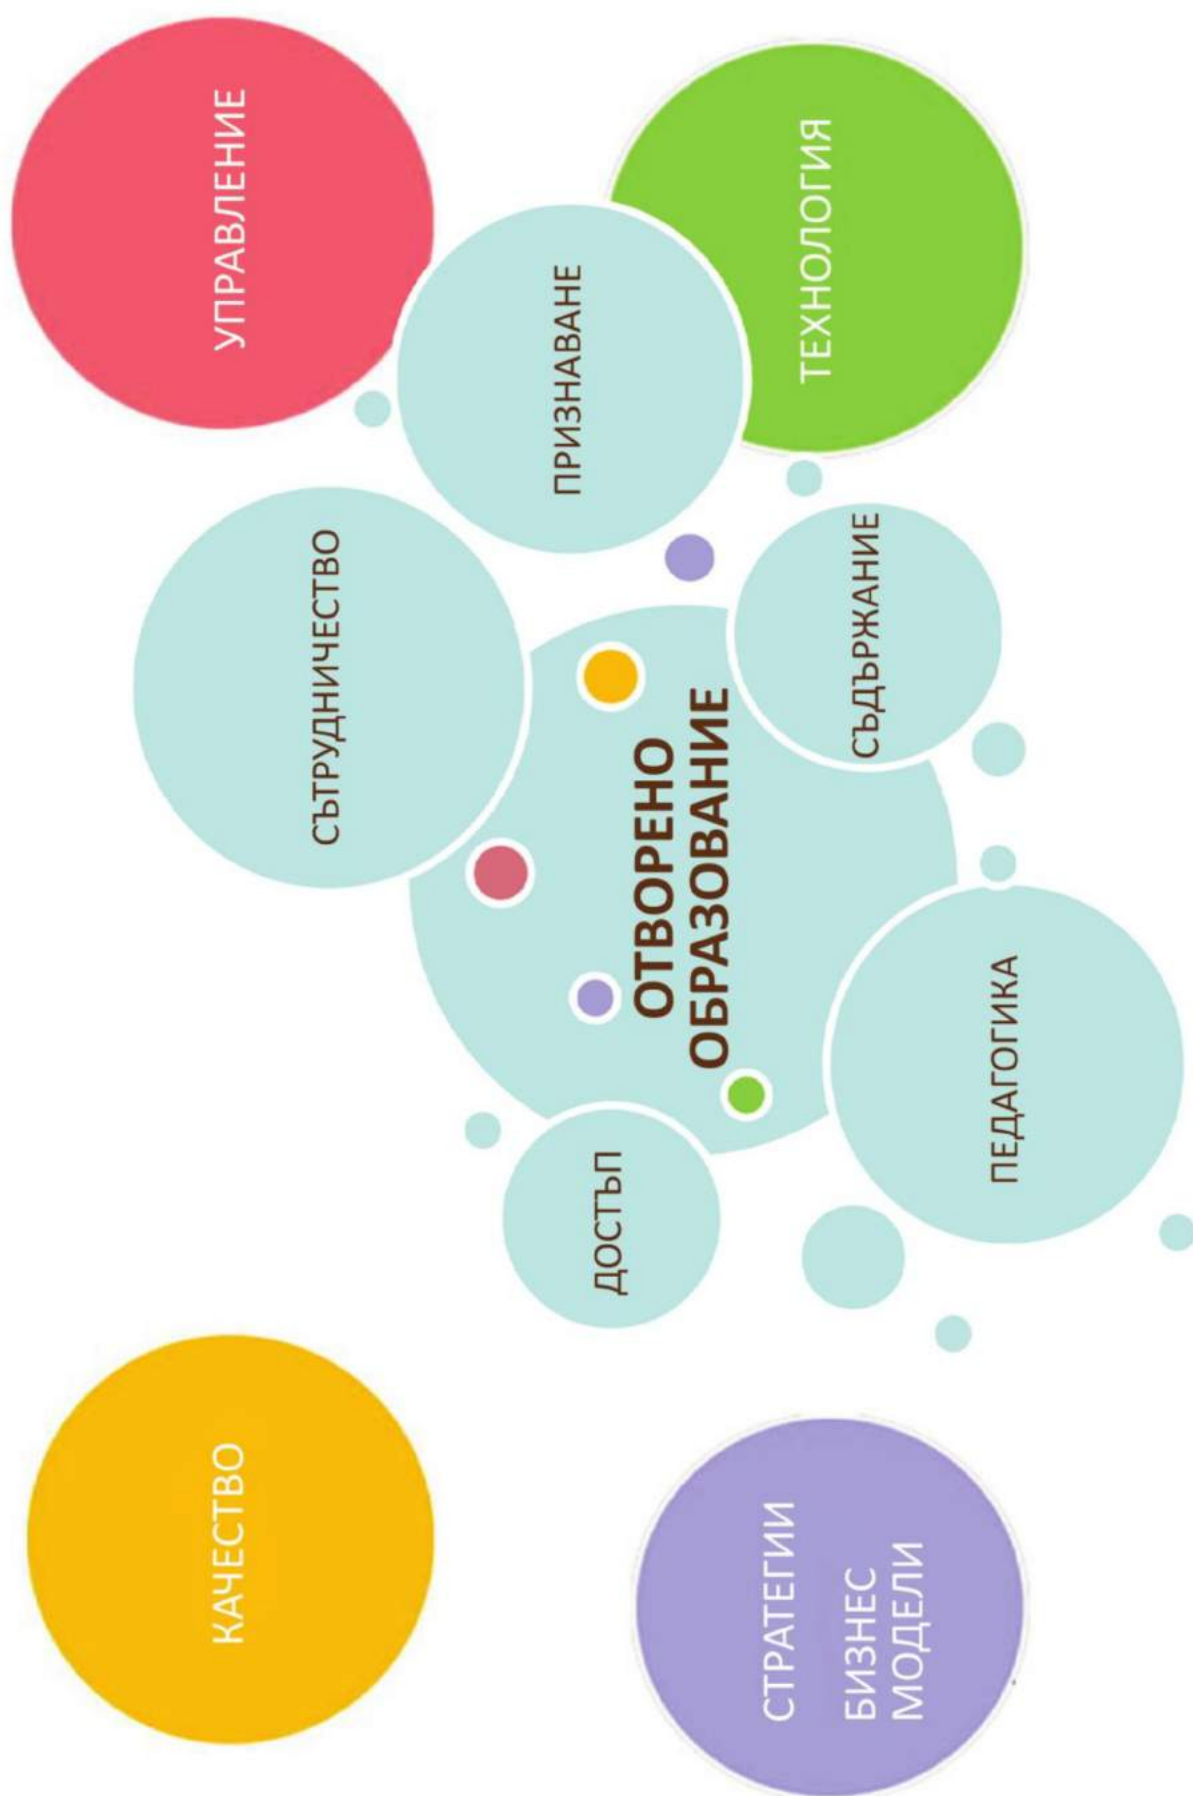 КАЧЕСТВО
УПРАВЛЕНИЕ
СЪТРУДНИЧЕСТВО
ДОСТЪП
ПРИЗНАВАНЕ
ОТВОРЕНО
ОБРАЗОВАНИЕ
СТРАТЕГИИ
БИЗНЕС
МОДЕЛИ
ПЕДАГОГИКА
СЪДЪРЖАНИЕ
ТЕХНОЛОГИЯ